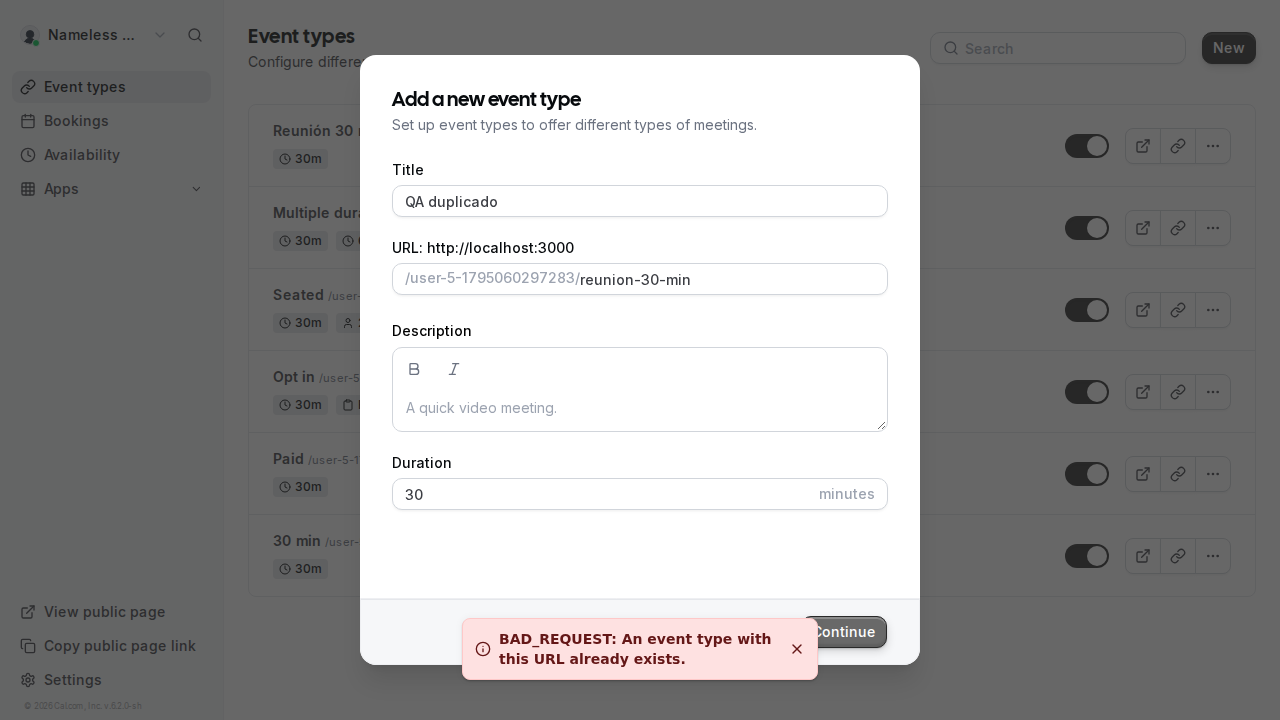 Nameless ...
Event types
Bookings
Availability
Apps
View public page
Copy public page link
Settings
© 2026 Cal.com, Inc. v.6.2.0-sh
Event types
Configure differe
Search
New
Reunión 30
30m
Multiple dura
30m
Seated /user-
30m
Opt in /user-5
30m
Paid /user-5-1
30m
30 min /user-
30m
Add a new event type
Set up event types to offer different types of meetings.
Title
QA duplicado
URL: http://localhost:3000
/user-5-1795060297283/reunion-30-min
Description
A quick video meeting.
Duration
30 minutes
Continue
BAD_REQUEST: An event type with
this URL already exists.